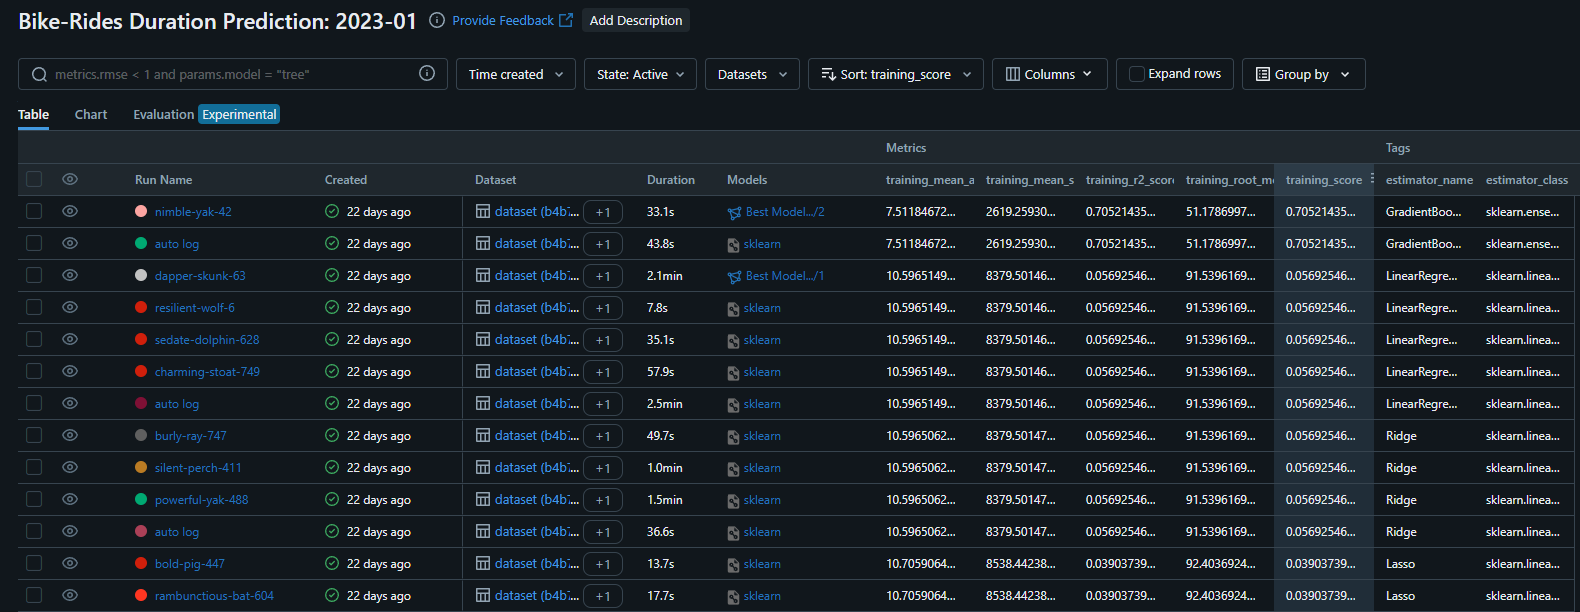 Bike-Rides Duration Prediction: 2023-01 Provide Feedback Add Description
metrics.rmse < 1 and params.model = "tree" Time created State: Active Datasets Sort: training_score Columns Expand rows Group by
Table Chart Evaluation Experimental
Metrics Tags
Run Name Created Dataset Duration Models training_mean_a training_mean_s training_r2_score training_root_me training_score estimator_name estimator_class
nimble-yak-42 22 days ago dataset (b4b7... +1 33.1s Best Model.../2 7.51184672... 2619.25930... 0.70521435... 51.1786997... 0.70521435... GradientBoo... sklearn.ense...
auto log 22 days ago dataset (b4b7... +1 43.8s sklearn 7.51184672... 2619.25930... 0.70521435... 51.1786997... 0.70521435... GradientBoo... sklearn.ense...
dapper-skunk-63 22 days ago dataset (b4b7... +1 2.1min Best Model.../1 10.5965149... 8379.50146... 0.05692546... 91.5396169... 0.05692546... LinearRegre... sklearn.linea...
resilient-wolf-6 22 days ago dataset (b4b7... +1 7.8s sklearn 10.5965149... 8379.50146... 0.05692546... 91.5396169... 0.05692546... LinearRegre... sklearn.linea...
sedate-dolphin-628 22 days ago dataset (b4b7... +1 35.1s sklearn 10.5965149... 8379.50146... 0.05692546... 91.5396169... 0.05692546... LinearRegre... sklearn.linea...
charming-stoat-749 22 days ago dataset (b4b7... +1 57.9s sklearn 10.5965149... 8379.50146... 0.05692546... 91.5396169... 0.05692546... LinearRegre... sklearn.linea...
auto log 22 days ago dataset (b4b7... +1 2.5min sklearn 10.5965149... 8379.50146... 0.05692546... 91.5396169... 0.05692546... LinearRegre... sklearn.linea...
burly-ray-747 22 days ago dataset (b4b7... +1 49.7s sklearn 10.5965062... 8379.50147... 0.05692546... 91.5396169... 0.05692546... Ridge sklearn.linea...
silent-perch-411 22 days ago dataset (b4b7... +1 1.0min sklearn 10.5965062... 8379.50147... 0.05692546... 91.5396169... 0.05692546... Ridge sklearn.linea...
powerful-yak-488 22 days ago dataset (b4b7... +1 1.5min sklearn 10.5965062... 8379.50147... 0.05692546... 91.5396169... 0.05692546... Ridge sklearn.linea...
auto log 22 days ago dataset (b4b7... +1 36.6s sklearn 10.5965062... 8379.50147... 0.05692546... 91.5396169... 0.05692546... Ridge sklearn.linea...
bold-pig-447 22 days ago dataset (b4b7... +1 13.7s sklearn 10.7059064... 8538.44238... 0.03903739... 92.4036924... 0.03903739... Lasso sklearn.linea...
rambunctious-bat-604 22 days ago dataset (b4b7... +1 17.7s sklearn 10.7059064... 8538.44238... 0.03903739... 92.4036924... 0.03903739... Lasso sklearn.linea...